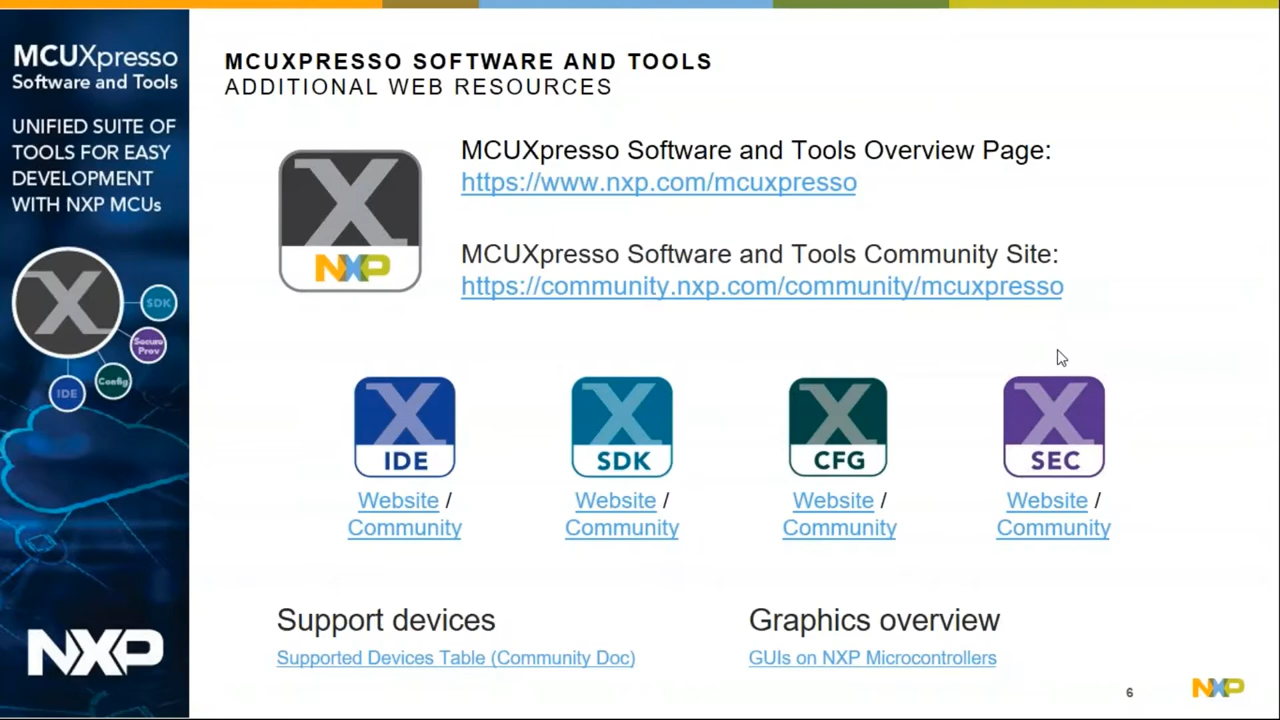 MCUXpresso
Software and Tools
UNIFIED SUITE OF
TOOLS FOR EASY
DEVELOPMENT
WITH NXP MCUs
X
SDK
Secure
Prov
Config
IDE
NXP
MCUXPRESSO SOFTWARE AND TOOLS
ADDITIONAL WEB RESOURCES
X
NXP
MCUXpresso Software and Tools Overview Page:
https://www.nxp.com/mcuxpresso
MCUXpresso Software and Tools Community Site:
https://community.nxp.com/community/mcuxpresso
X
IDE
Website /
Community
X
SDK
Website /
Community
X
CFG
Website /
Community
X
SEC
Website /
Community
Support devices
Supported Devices Table (Community Doc)
Graphics overview
GUIs on NXP Microcontrollers
6
NXP